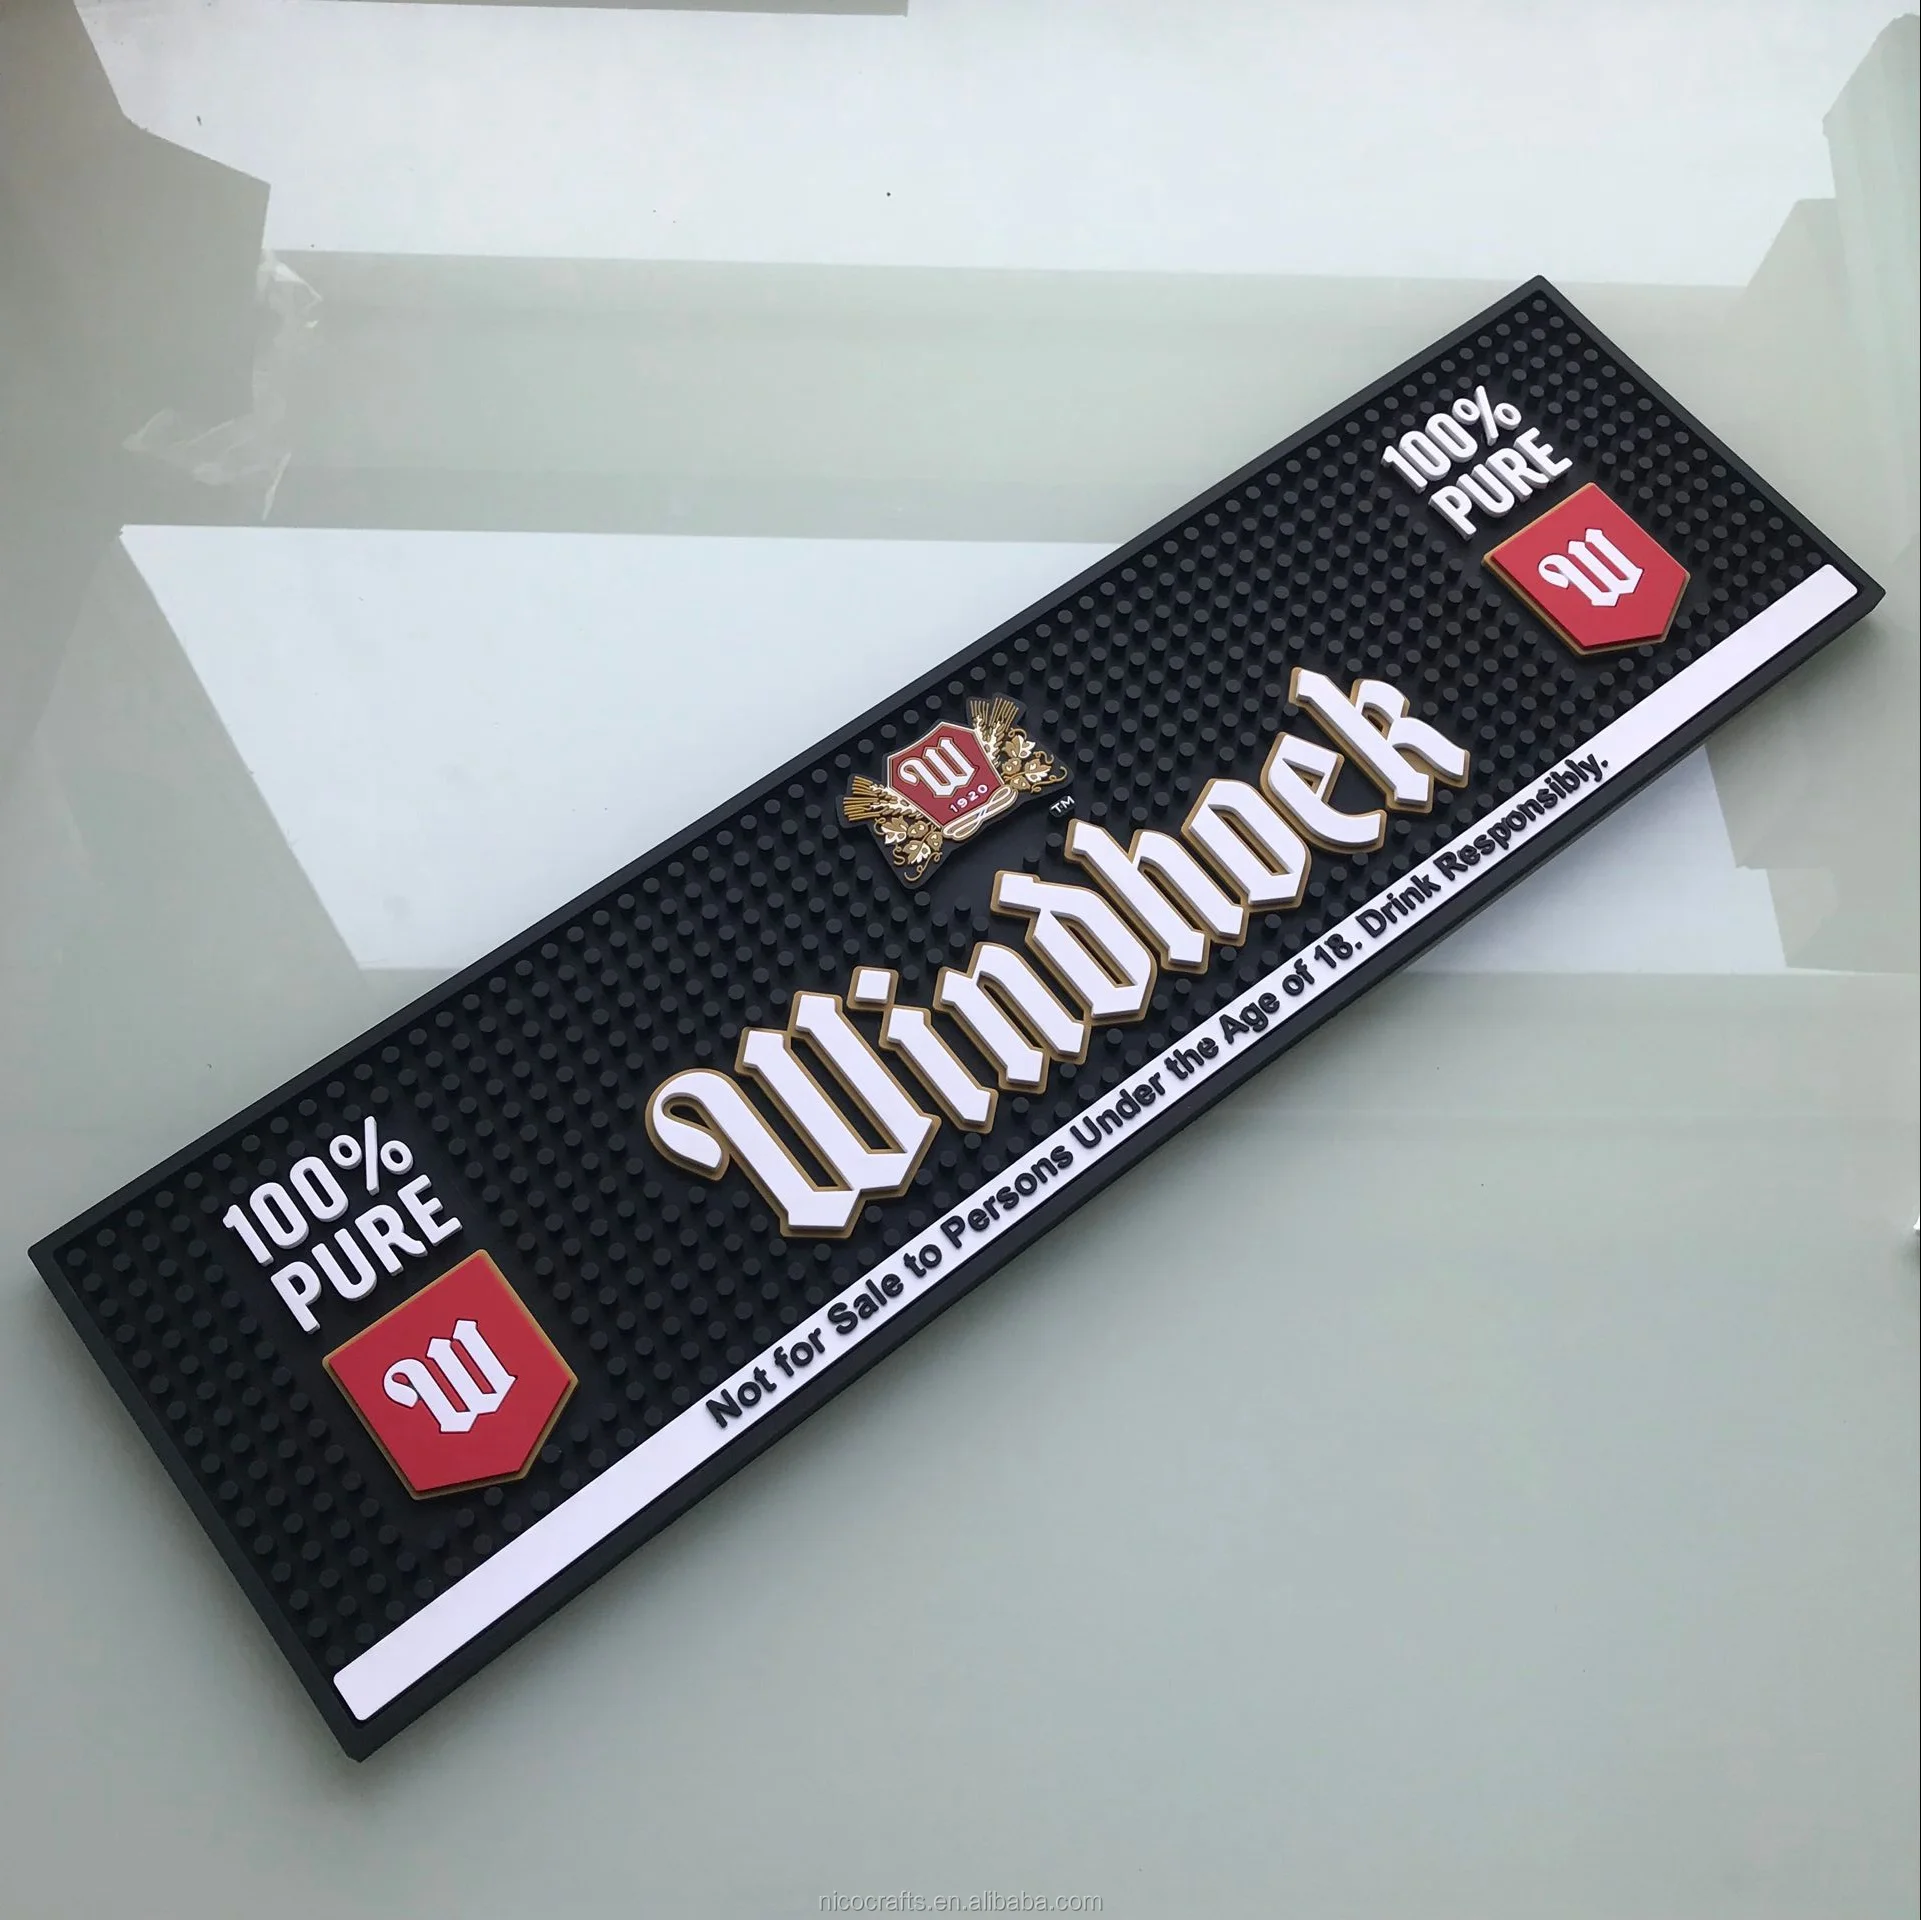 100%
PURE
W
W
1920
TM
Windhoek
100%
PURE
W
Not for Sale to Persons Under the Age of 18. Drink Responsibly.
nicocrafts.en.alibaba.com